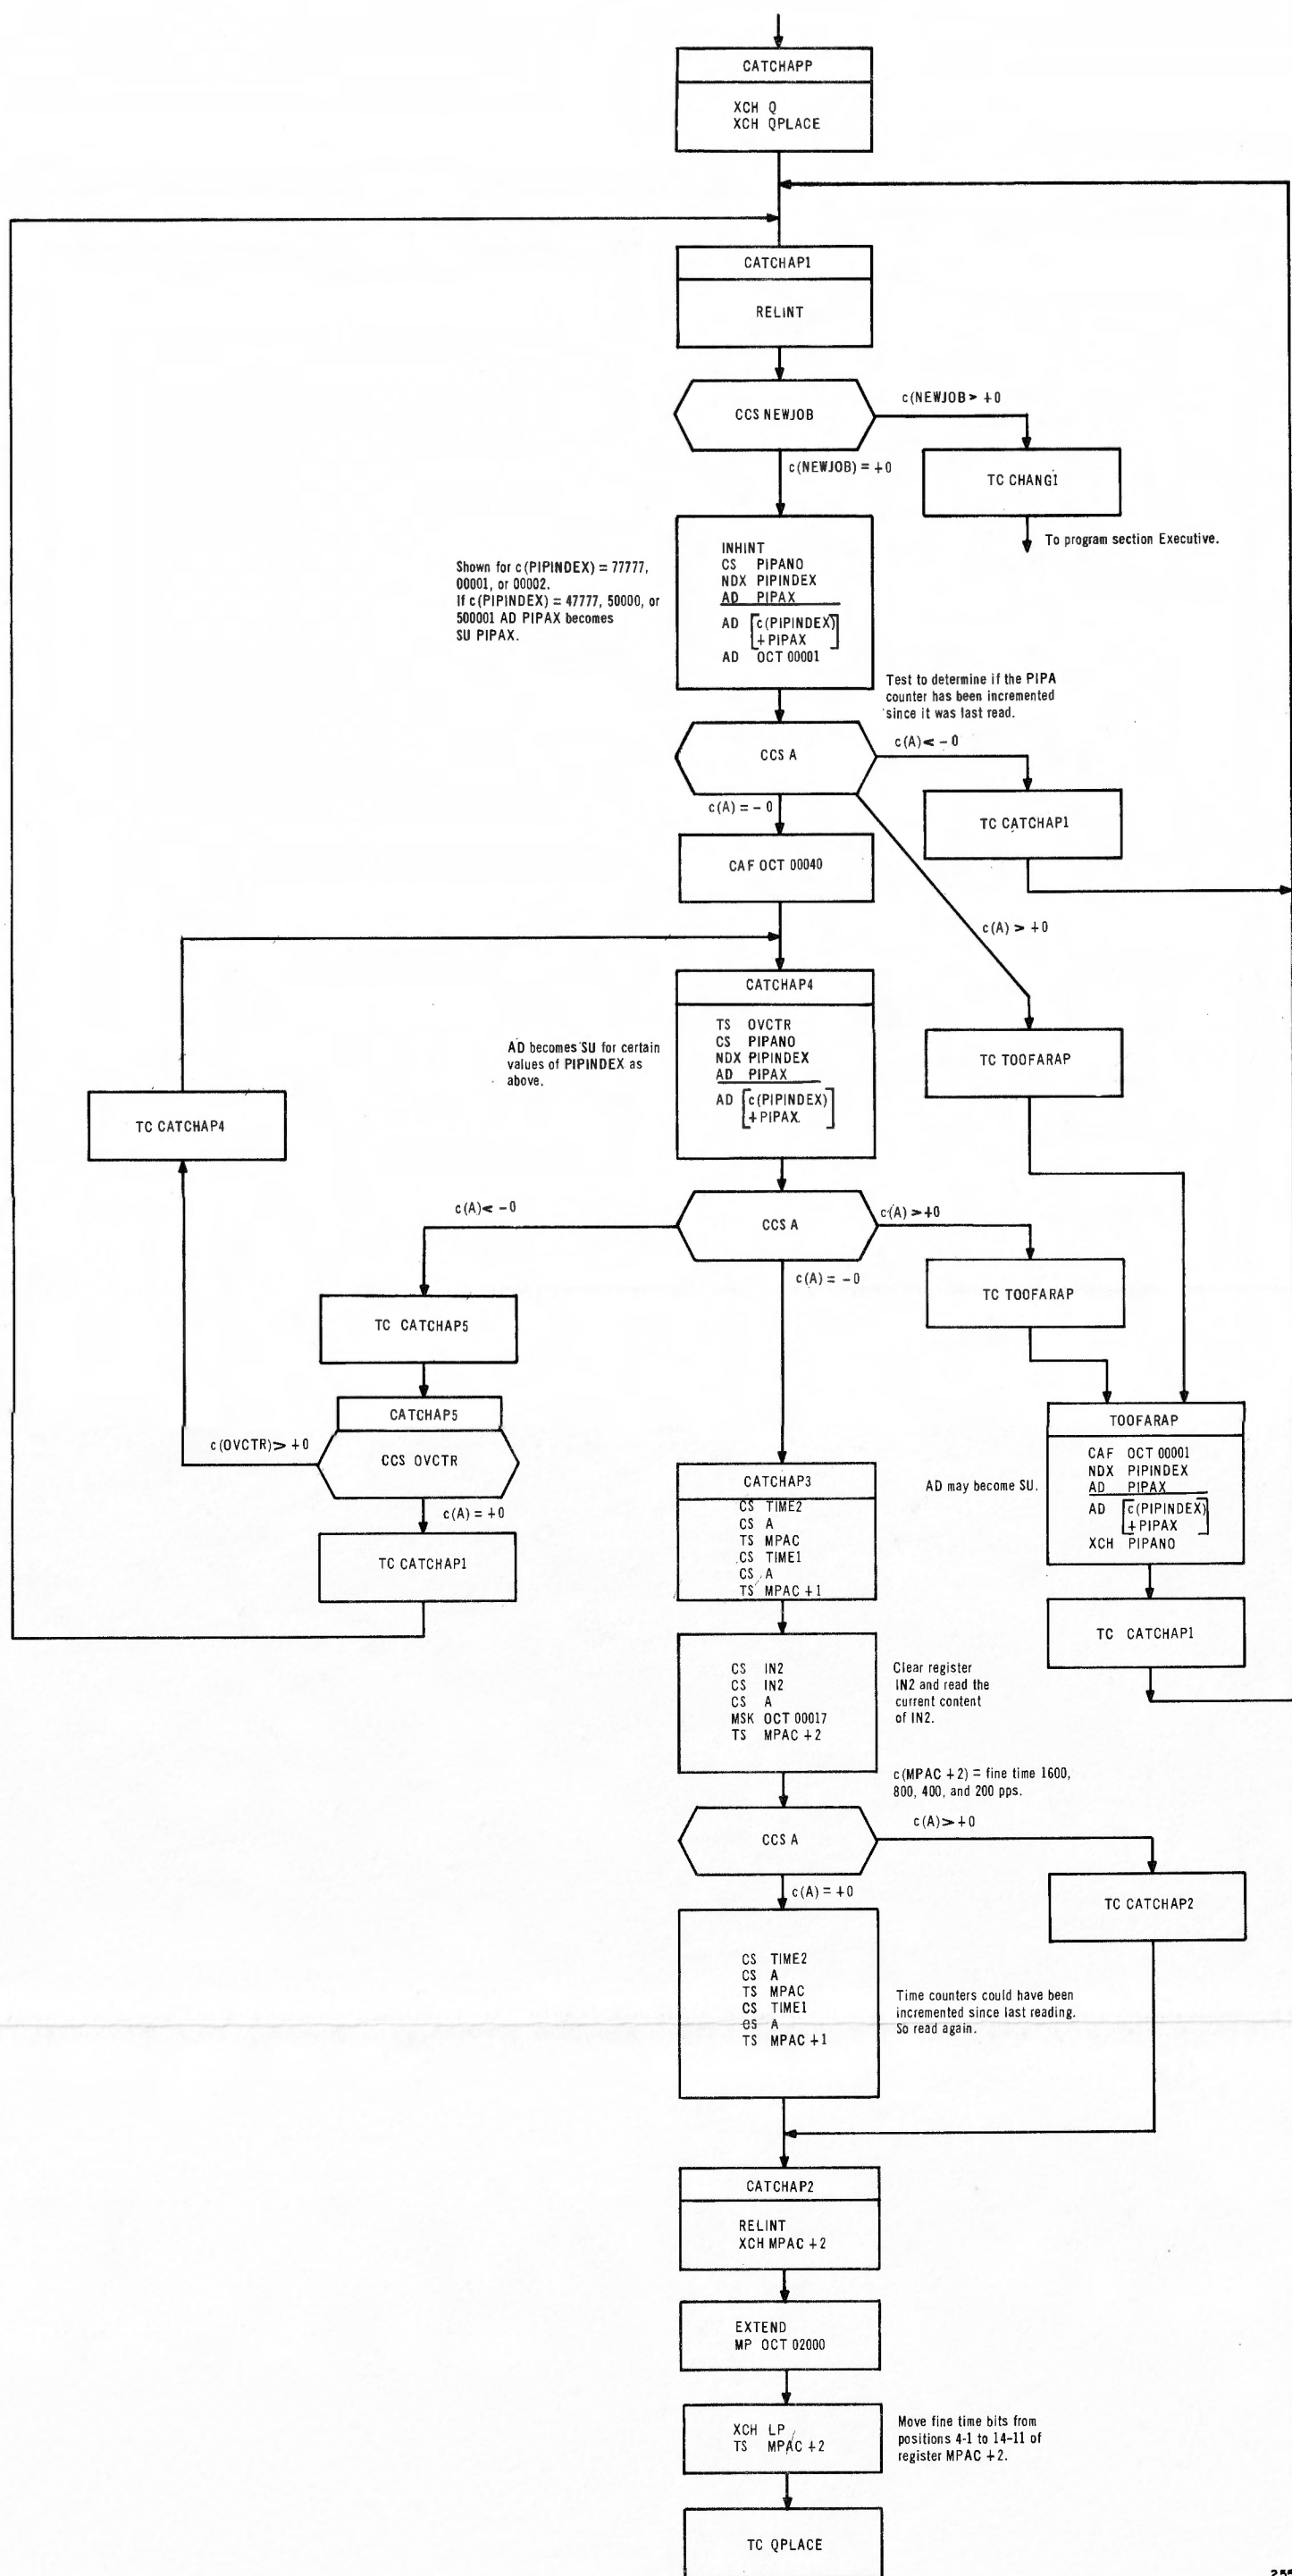 CATCHAPP
XCH Q
XCH QPLACE
CATCHAP1
RELINT
CCS NEWJOB
c(NEWJOB > +0
c(NEWJOB) = +0
TC CHANG1
To program section Executive.
Shown for c(PIPINDEX) = 77777,
00001, or 00002.
If c(PIPINDEX) = 47777, 50000, or
500001 AD PIPAX becomes
SU PIPAX.
INHINT
CS PIPANO
NDX PIPINDEX
AD PIPAX
AD [c(PIPINDEX)
+PIPAX]
AD OCT 00001
Test to determine if the PIPA
counter has been incremented
since it was last read.
CCS A
c(A) < -0
c(A) = -0
TC CATCHAP1
CAF OCT 00040
c(A) > +0
CATCHAP4
TS OVCTR
CS PIPANO
NDX PIPINDEX
AD PIPAX
AD [c(PIPINDEX)
+PIPAX.]
AD becomes SU for certain
values of PIPINDEX as
above.
TC TOOFARAP
TC CATCHAP4
c(A) < -0
CCS A
c(A) > +0
c(A) = -0
TC CATCHAP5
TC TOOFARAP
CATCHAP5
c(OVCTR) > +0
CCS OVCTR
c(A) = +0
TC CATCHAP1
TOOFARAP
AD may become SU.
CAF OCT 00001
NDX PIPINDEX
AD PIPAX
AD [c(PIPINDEX)
+PIPAX]
XCH PIPANO
TC CATCHAP1
CATCHAP3
CS TIME2
CS A
TS MPAC
CS TIME1
CS A
TS MPAC +1
CS IN2
CS IN2
CS A
MSK OCT 00017
TS MPAC +2
Clear register
IN2 and read the
current content
of IN2.
c(MPAC +2) = fine time 1600,
800, 400, and 200 pps.
CCS A
c(A) > +0
c(A) = +0
TC CATCHAP2
CS TIME2
CS A
TS MPAC
CS TIME1
CS A
TS MPAC +1
Time counters could have been
incremented since last reading.
So read again.
CATCHAP2
RELINT
XCH MPAC +2
EXTEND
MP OCT 02000
XCH LP
TS MPAC +2
Move fine time bits from
positions 4-1 to 14-11 of
register MPAC +2.
TC QPLACE